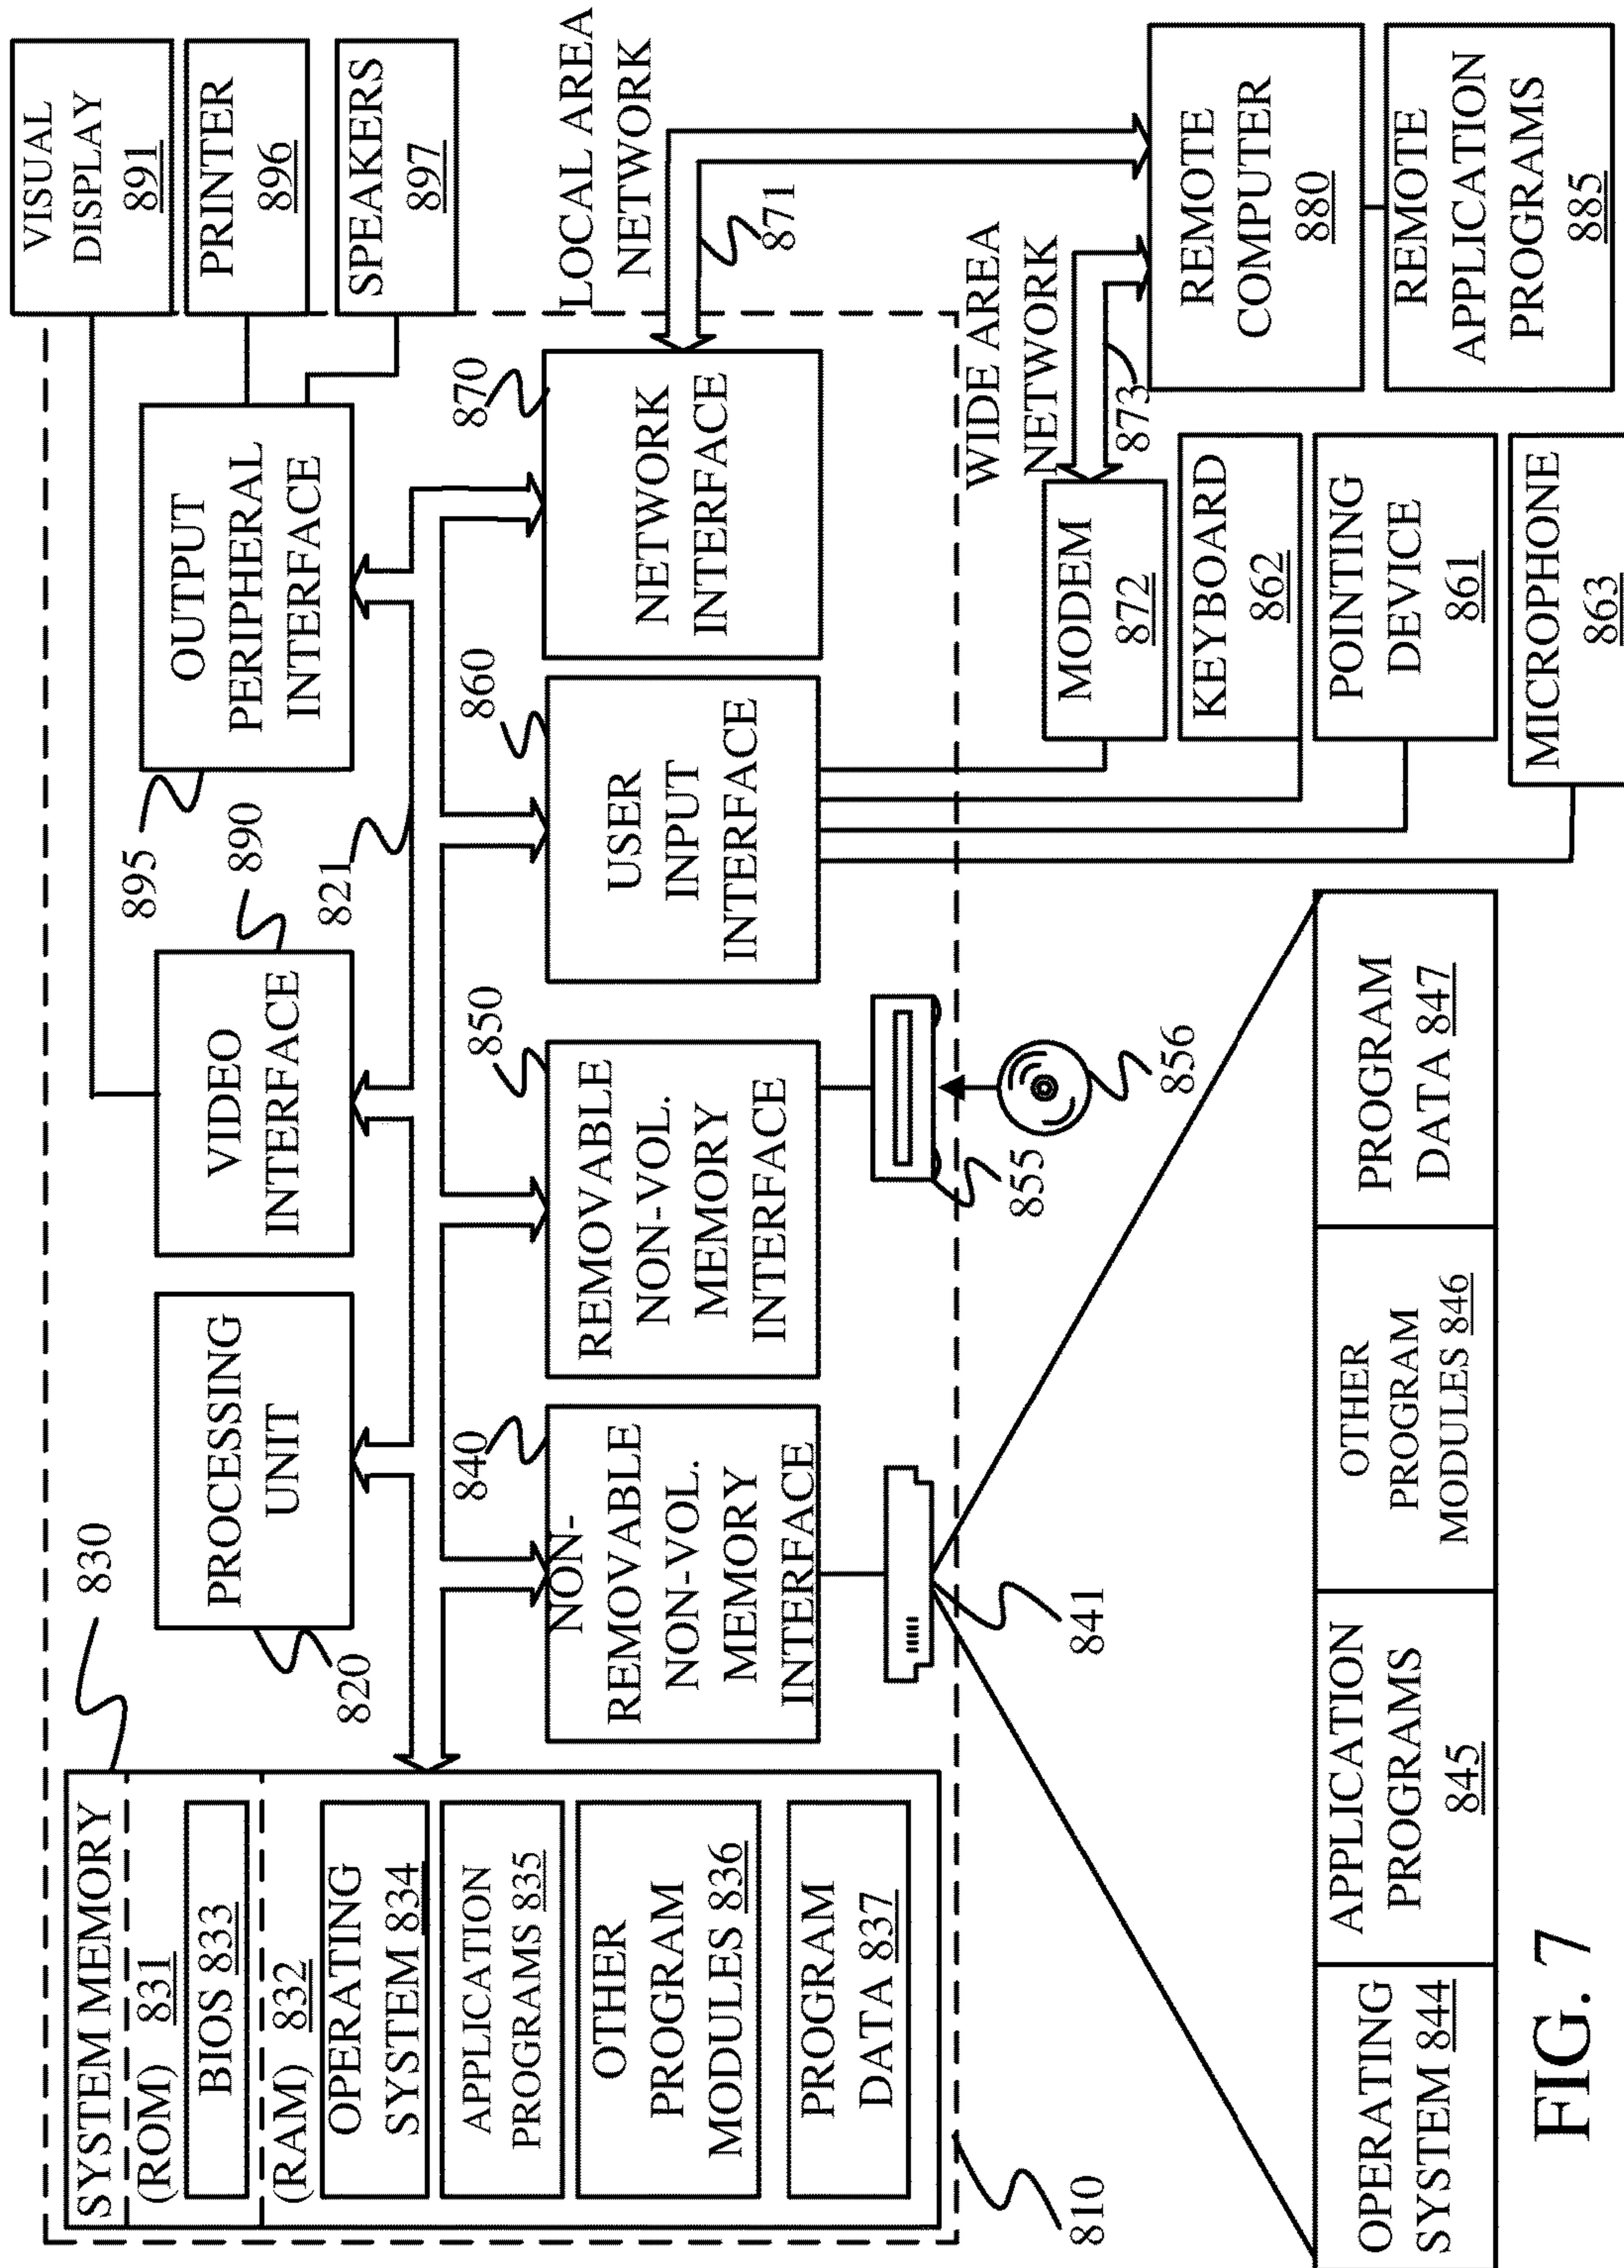 SYSTEM MEMORY
(ROM) 831
BIOS 833
(RAM) 832
OPERATING
SYSTEM 834
APPLICATION
PROGRAMS 835
OTHER
PROGRAM
MODULES 836
PROGRAM
DATA 837
810
830
820
PROCESSING
UNIT
VIDEO
INTERFACE
890
821
895
OUTPUT
PERIPHERAL
INTERFACE
VISUAL
DISPLAY
891
PRINTER
896
SPEAKERS
897
840
NON-
REMOVABLE
NON-VOL.
MEMORY
INTERFACE
850
REMOVABLE
NON-VOL.
MEMORY
INTERFACE
860
USER
INPUT
INTERFACE
870
NETWORK
INTERFACE
LOCAL AREA
NETWORK
871
841
855
856
WIDE AREA
NETWORK
873
MODEM
872
KEYBOARD
862
POINTING
DEVICE
861
MICROPHONE
863
REMOTE
COMPUTER
880
REMOTE
APPLICATION
PROGRAMS
885
OPERATING
SYSTEM 844
APPLICATION
PROGRAMS
845
OTHER
PROGRAM
MODULES 846
PROGRAM
DATA 847
FIG. 7